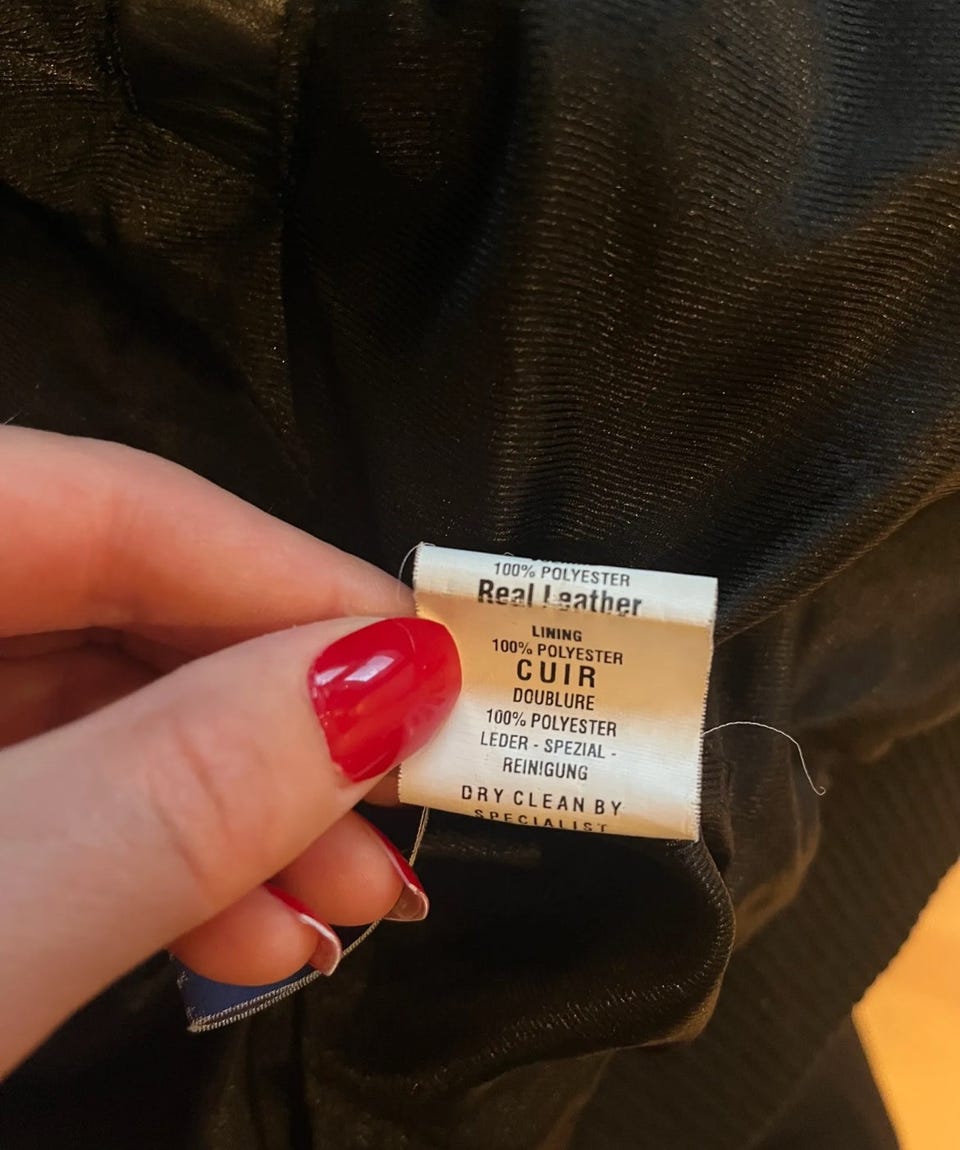 100% POLYESTER
Real Leather
LINING
100% POLYESTER
CUIR
DOUBLURE
100% POLYESTER
LEDER - SPEZIAL -
REINIGUNG
DRY CLEAN BY
SPECIALIST